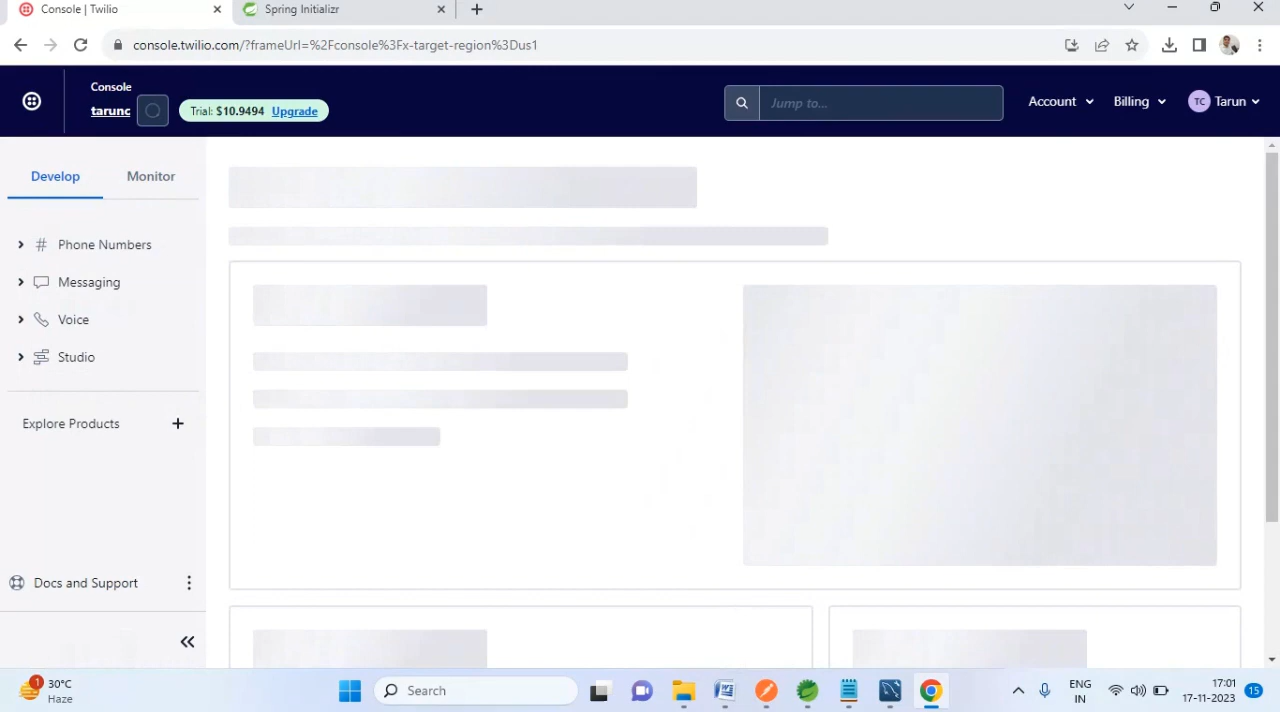 Console | Twilio
Spring Initializr
console.twilio.com/?frameUrl=%2Fconsole%3Fx-target-region%3Dus1
Console
tarunc
Trial: $10.9494 Upgrade
Jump to...
Account
Billing
TC Tarun
Develop
Monitor
Phone Numbers
Messaging
Voice
Studio
Explore Products
Docs and Support
1
30°C
Haze
Search
ENG
IN
17:01
17-11-2023
15